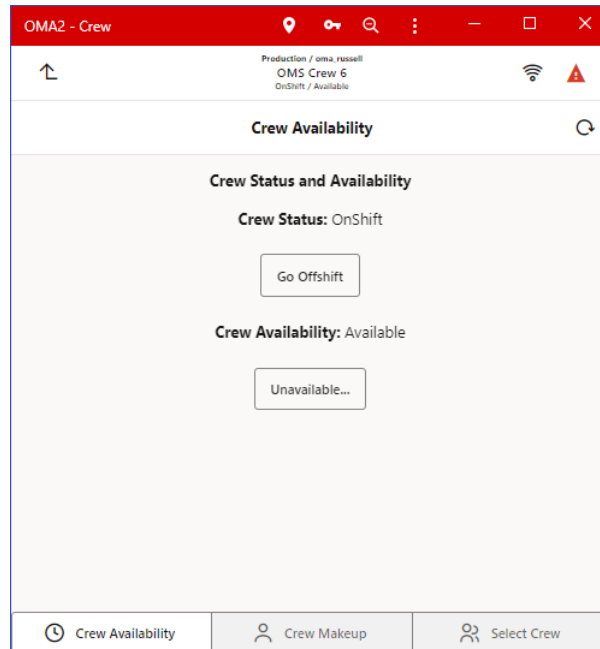 OMA2 - Crew
Production / oma_russell
OMS Crew 6
OnShift / Available
Crew Availability
Crew Status and Availability
Crew Status: OnShift
Go Offshift
Crew Availability: Available
Unavailable...
Crew Availability
Crew Makeup
Select Crew